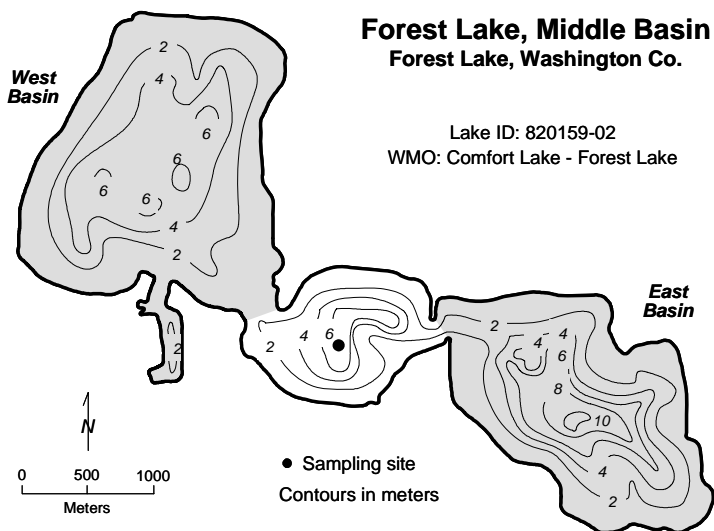 Forest Lake, Middle Basin
Forest Lake, Washington Co.
Lake ID: 820159-02
WMO: Comfort Lake - Forest Lake
West
Basin
2
4
6
6
6
6
4
2
2
East
Basin
2
4
6
2
4
4
6
8
10
4
2
N
0 500 1000
Meters
Sampling site
Contours in meters